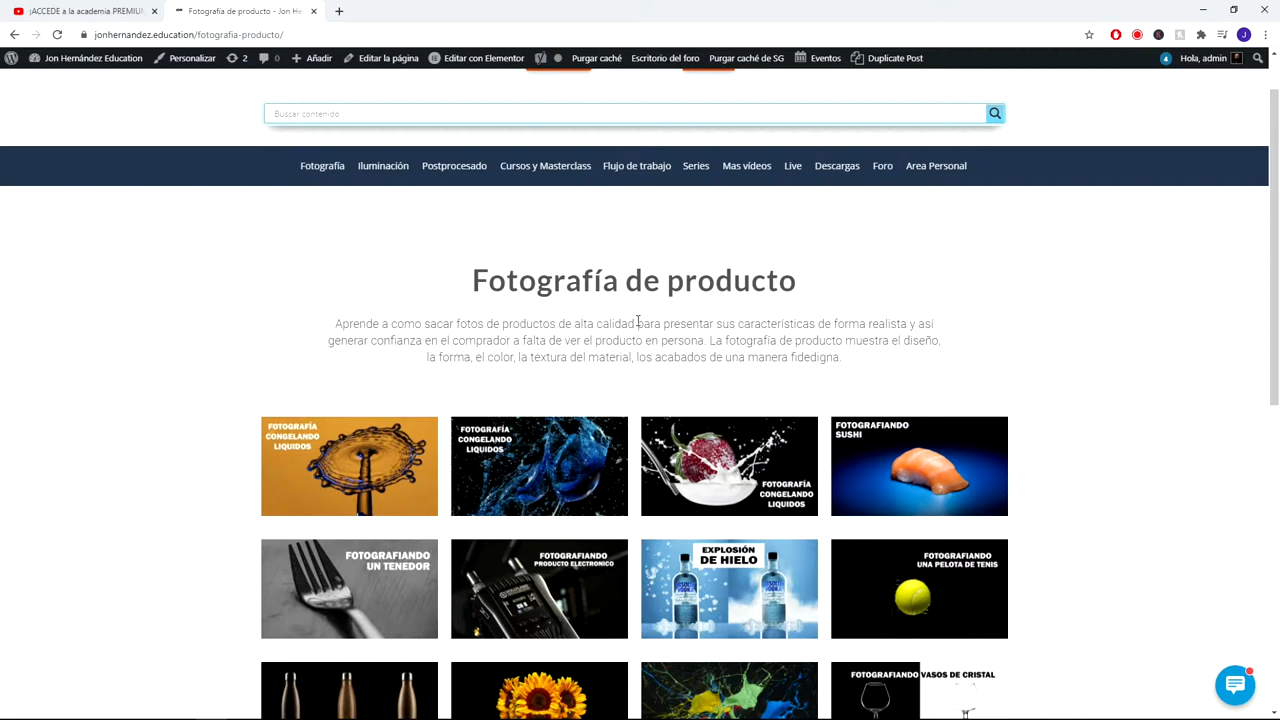 ¡ACCEDE a la academia PREMIUM
Fotografía de producto - Jon He
jonhernandez.education/fotografia-producto/
Jon Hernández Education
Personalizar
2
0
Añadir
Editar la página
Editar con Elementor
Purgar caché
Escritorio del foro
Purgar caché de SG
Eventos
Duplicate Post
4
Hola, admin
Buscar contenido
Fotografía
Iluminación
Postprocesado
Cursos y Masterclass
Flujo de trabajo
Series
Mas vídeos
Live
Descargas
Foro
Area Personal
Fotografía de producto
Aprende a como sacar fotos de productos de alta calidad para presentar sus características de forma realista y así
generar confianza en el comprador a falta de ver el producto en persona. La fotografía de producto muestra el diseño,
la forma, el color, la textura del material, los acabados de una manera fidedigna.
FOTOGRAFÍA
CONGELANDO
LIQUIDOS
FOTOGRAFÍA
CONGELANDO
LIQUIDOS
FOTOGRAFÍA
CONGELANDO
LIQUIDOS
FOTOGRAFIANDO
SUSHI
FOTOGRAFIANDO
UN TENEDOR
FOTOGRAFIANDO
PRODUCTO ELECTRONICO
EXPLOSIÓN
DE HIELO
FOTOGRAFIANDO
UNA PELOTA DE TENIS
FOTOGRAFIANDO VASOS DE CRISTAL